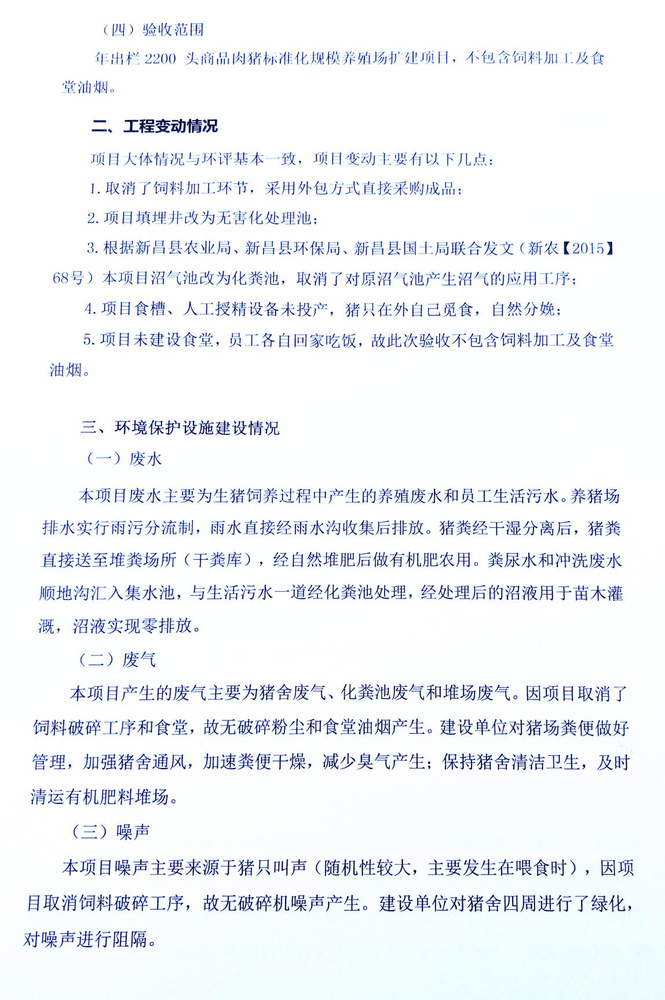 （四）验收范围
年出栏 2200 头商品肉猪标准化规模养殖场扩建项目，不包含饲料加工及食
堂油烟。
二、工程变动情况
项目大体情况与环评基本一致，项目变动主要有以下几点：
1. 取消了饲料加工环节，采用外包方式直接采购成品；
2. 项目填埋井改为无害化处理池；
3. 根据新昌县农业局、新昌县环保局、新昌县国土局联合发文（新农【2015】
68号）本项目沼气池改为化粪池，取消了对原沼气池产生沼气的应用工序；
4. 项目食槽、人工授精设备未投产，猪只在外自己觅食，自然分娩；
5. 项目未建设食堂，员工各自回家吃饭，故此次验收不包含饲料加工及食堂
油烟。
三、环境保护设施建设情况
（一）废水
本项目废水主要为生猪饲养过程中产生的养殖废水和员工生活污水。养猪场
排水实行雨污分流制，雨水直接经雨水沟收集后排放。猪粪经干湿分离后，猪粪
直接送至堆粪场所（干粪库），经自然堆肥后做有机肥农用。粪尿水和冲洗废水
顺地沟汇入集水池，与生活污水一道经化粪池处理，经处理后的沼液用于苗木灌
溉，沼液实现零排放。
（二）废气
本项目产生的废气主要为猪舍废气、化粪池废气和堆场废气。因项目取消了
饲料破碎工序和食堂，故无破碎粉尘和食堂油烟产生。建设单位对猪场粪便做好
管理，加强猪舍通风，加速粪便干燥，减少臭气产生；保持猪舍清洁卫生，及时
清运有机肥料堆场。
（三）噪声
本项目噪声主要来源于猪只叫声（随机性较大，主要发生在喂食时），因项
目取消饲料破碎工序，故无破碎机噪声产生。建设单位对猪舍四周进行了绿化，
对噪声进行阻隔。